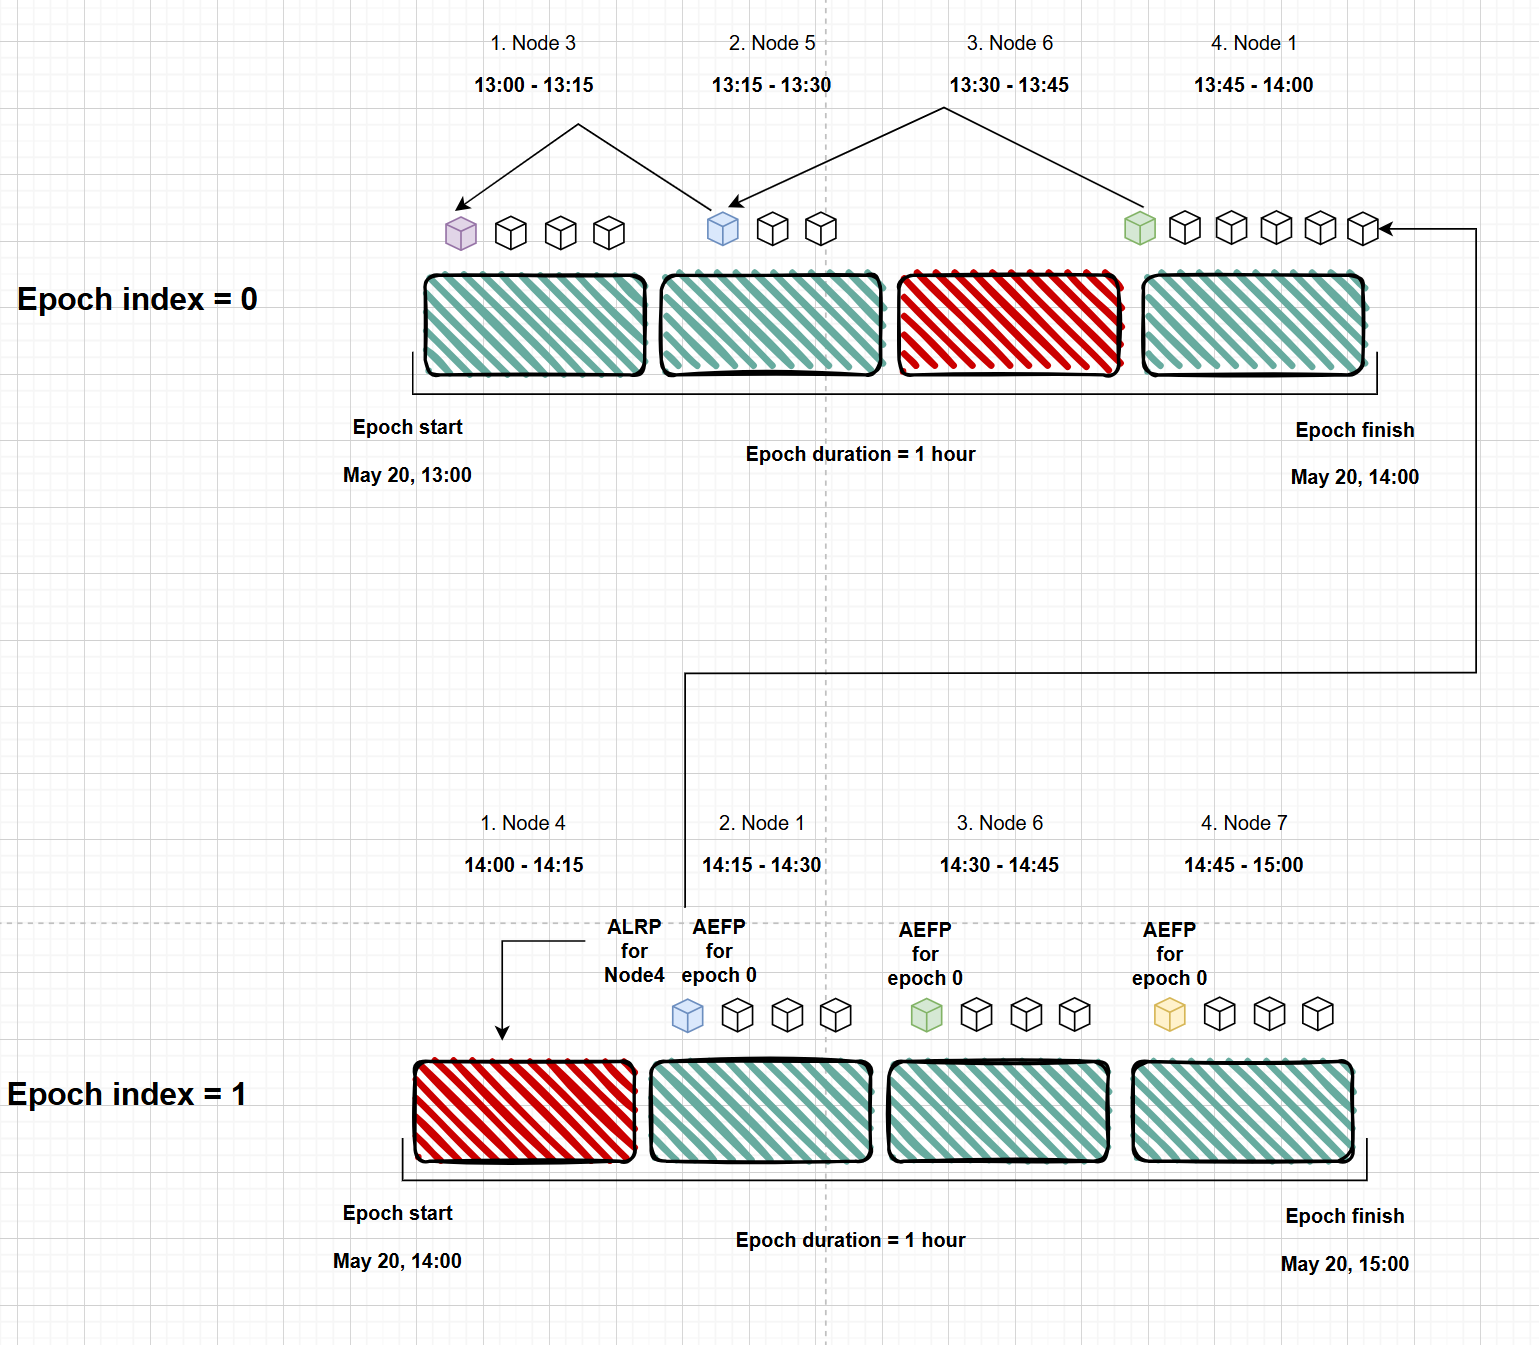 1. Node 3
2. Node 5
3. Node 6
4. Node 1
13:00 - 13:15
13:15 - 13:30
13:30 - 13:45
13:45 - 14:00
Epoch index = 0
Epoch start
May 20, 13:00
Epoch duration = 1 hour
Epoch finish
May 20, 14:00
1. Node 4
2. Node 1
3. Node 6
4. Node 7
14:00 - 14:15
14:15 - 14:30
14:30 - 14:45
14:45 - 15:00
ALRP
for
Node4
AEFP
for
epoch 0
AEFP
for
epoch 0
AEFP
for
epoch 0
Epoch index = 1
Epoch start
May 20, 14:00
Epoch duration = 1 hour
Epoch finish
May 20, 15:00